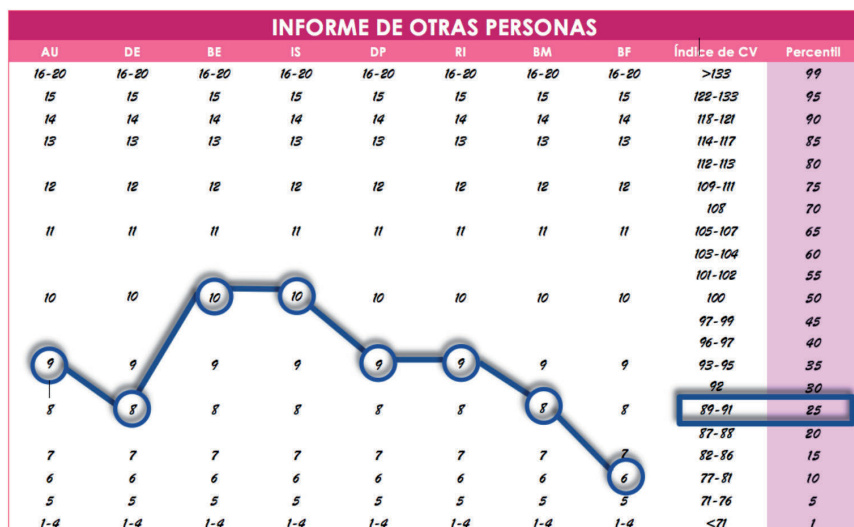 INFORME DE OTRAS PERSONAS
AU DE BE IS DP RI BM BF Índice de CV Percentil
16-20 16-20 16-20 16-20 16-20 16-20 16-20 16-20 >133 99
15 15 15 15 15 15 15 15 122-133 95
14 14 14 14 14 14 14 14 118-121 90
13 13 13 13 13 13 13 13 114-117 85
112-113 80
12 12 12 12 12 12 12 12 109-111 75
108 70
11 11 11 11 11 11 11 11 105-107 65
103-104 60
101-102 55
10 10 10 10 10 10 10 10 100 50
97-99 45
96-97 40
9 9 9 9 9 9 9 9 93-95 35
92 30
8 8 8 8 8 8 8 8 89-91 25
87-88 20
7 7 7 7 7 7 7 7 82-86 15
6 6 6 6 6 6 6 6 77-81 10
5 5 5 5 5 5 5 5 71-76 5
1-4 1-4 1-4 1-4 1-4 1-4 1-4 1-4 <71 1